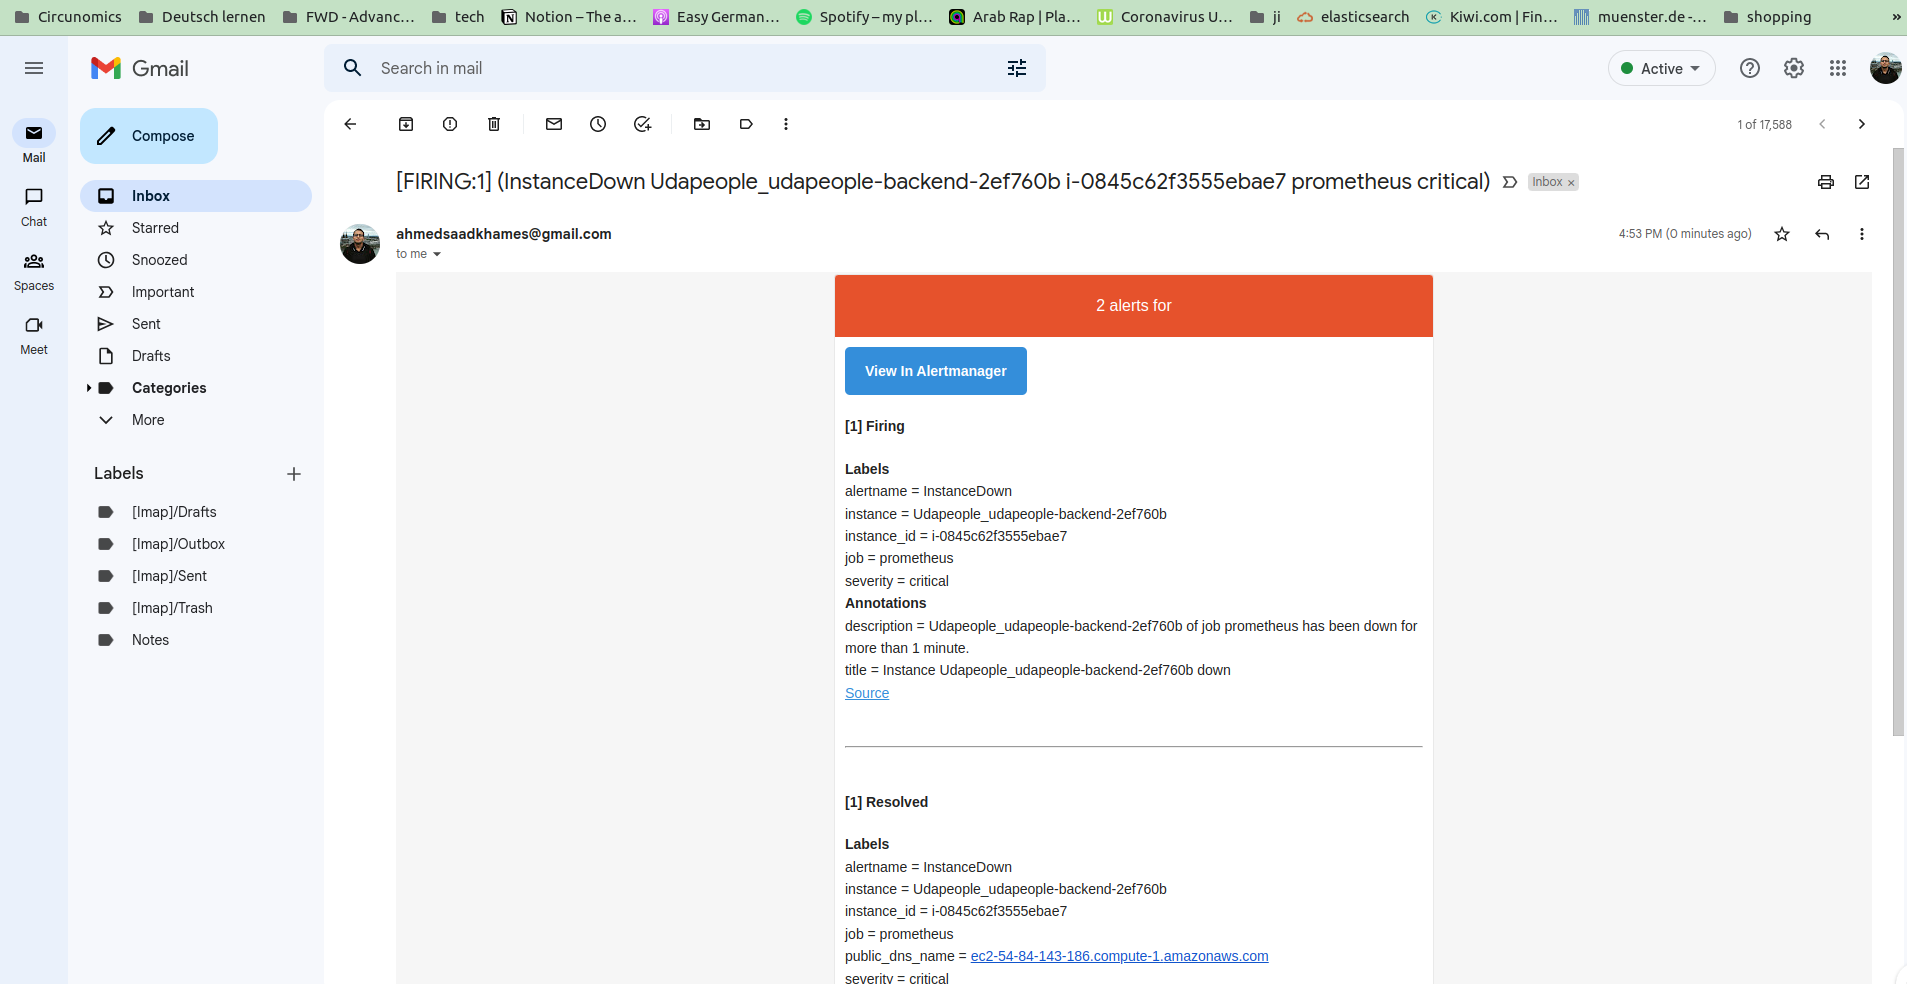 Circunomics Deutsch lernen FWD - Advanc... tech Notion – The a... Easy German... Spotify – my pl... Arab Rap | Pla... Coronavirus U... ji elasticsearch Kiwi.com | Fin... muenster.de -... shopping »
Gmail Search in mail Active
Compose
Mail
Chat
Spaces
Meet
Inbox
Starred
Snoozed
Important
Sent
Drafts
Categories
More
Labels
[Imap]/Drafts
[Imap]/Outbox
[Imap]/Sent
[Imap]/Trash
Notes
1 of 17,588
[FIRING:1] (InstanceDown Udapeople_udapeople-backend-2ef760b i-0845c62f3555ebae7 prometheus critical) Inbox ×
ahmedsaadkhames@gmail.com 4:53 PM (0 minutes ago)
to me
2 alerts for
View In Alertmanager
[1] Firing
Labels
alertname = InstanceDown
instance = Udapeople_udapeople-backend-2ef760b
instance_id = i-0845c62f3555ebae7
job = prometheus
severity = critical
Annotations
description = Udapeople_udapeople-backend-2ef760b of job prometheus has been down for
more than 1 minute.
title = Instance Udapeople_udapeople-backend-2ef760b down
Source
[1] Resolved
Labels
alertname = InstanceDown
instance = Udapeople_udapeople-backend-2ef760b
instance_id = i-0845c62f3555ebae7
job = prometheus
public_dns_name = ec2-54-84-143-186.compute-1.amazonaws.com
severity = critical